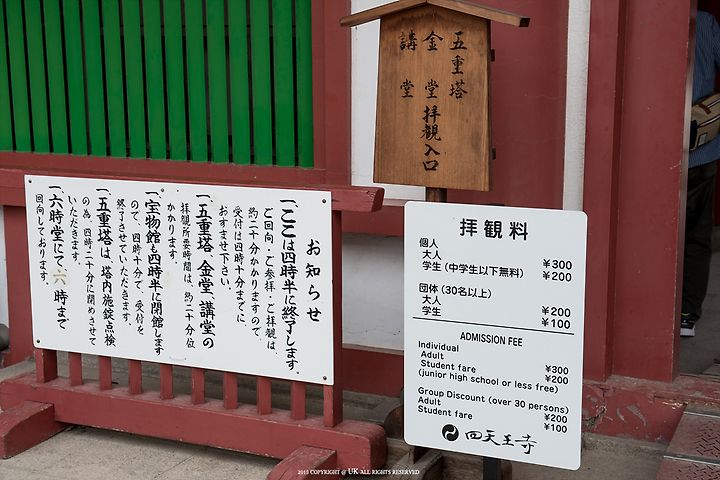 五重塔
金堂 拝観入口
講堂
お知らせ
一、ここは四時半に終了します。
ご回向・ご参拝・ご拝観は、
約二十分かかりますので、
受付は四時十分までに、
おすませ下さい。
一、五重塔、金堂、講堂の
拝観所要時間は、約二十分位
かかります。
一、宝物館も四時半に閉館します
ので、四時十分で、受付を
終了させていただきます。
一、五重塔は、塔内施錠点検
の為、四時二十分に閉めさせて
いただきます。
一、六時堂にて、六時まで
回向しております。
拝観料
個人
大人 ¥300
学生 (中学生以下無料) ¥200
団体 (30名以上)
大人 ¥200
学生 ¥100
ADMISSION FEE
Individual
Adult ¥300
Student fare ¥200
(junior high school or less free)
Group Discount (over 30 persons)
Adult ¥200
Student fare ¥100
四天王寺
2015 COPYRIGHT @ UK ALL RIGHTS RESERVED